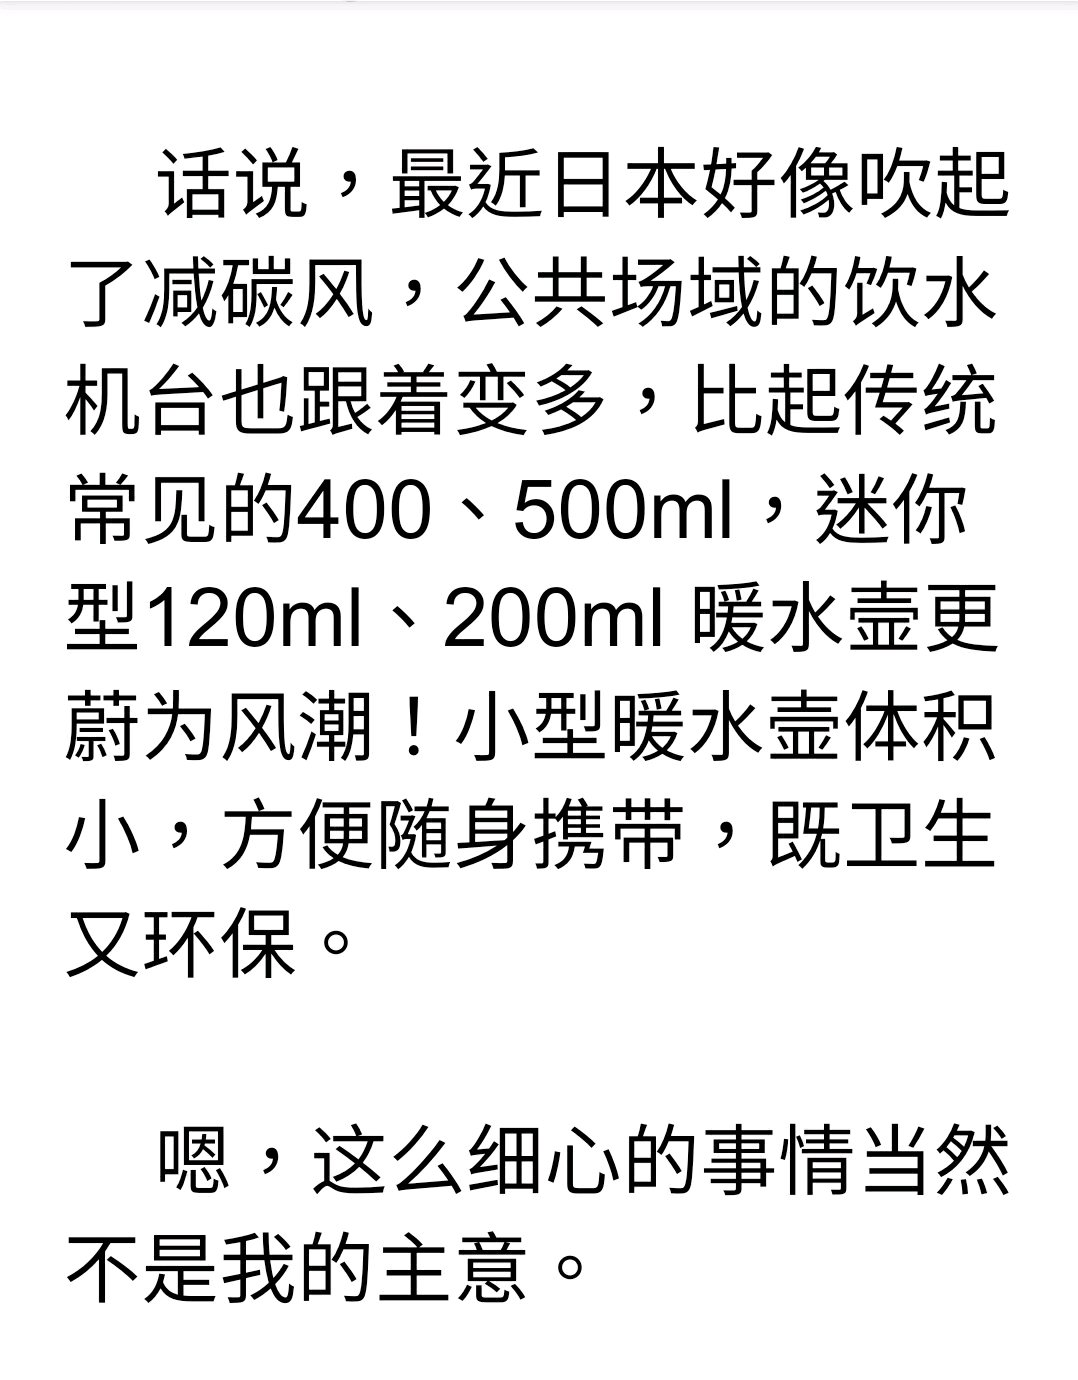 话说，最近日本好像吹起
了减碳风，公共场域的饮水
机台也跟着变多，比起传统
常见的400、500ml，迷你
型120ml、200ml 暖水壶更
蔚为风潮！小型暖水壶体积
小，方便随身携带，既卫生
又环保。
嗯，这么细心的事情当然
不是我的主意。